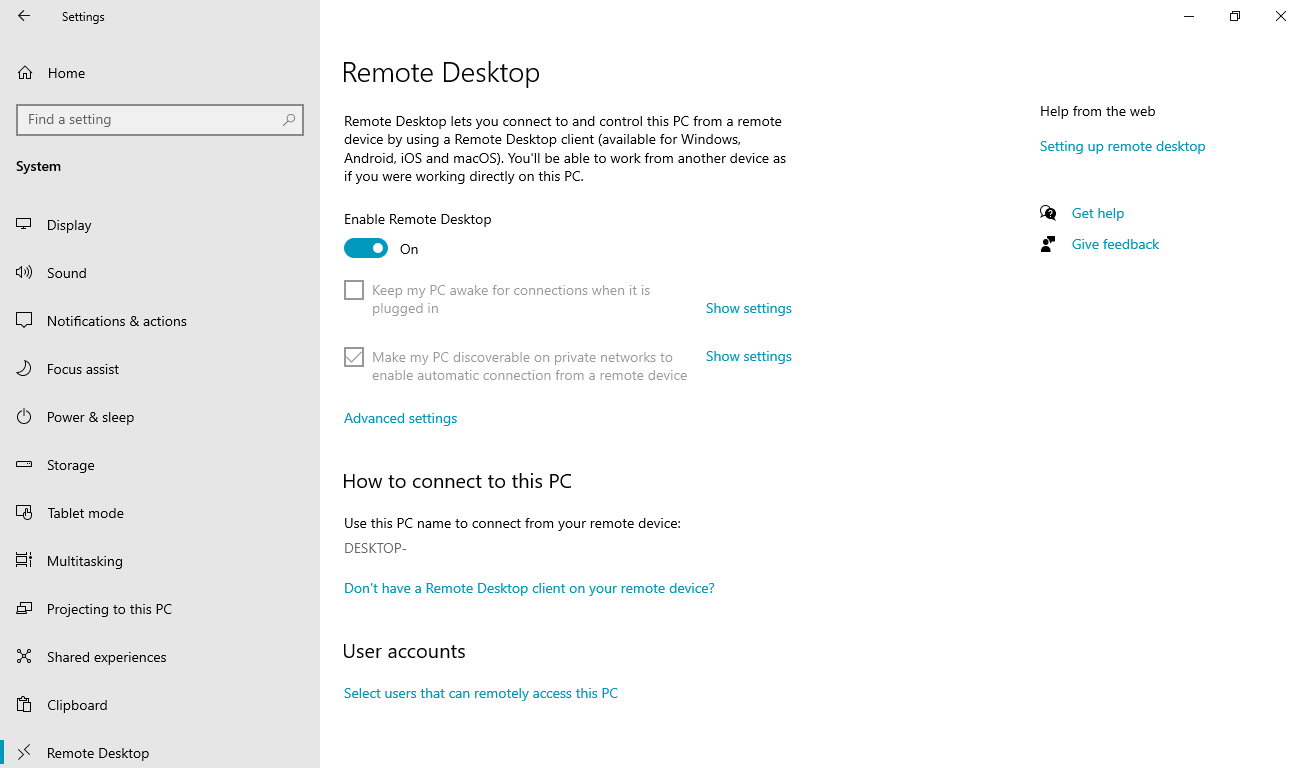 Settings
Home
Find a setting
System
Display
Sound
Notifications & actions
Focus assist
Power & sleep
Storage
Tablet mode
Multitasking
Projecting to this PC
Shared experiences
Clipboard
Remote Desktop
Remote Desktop
Remote Desktop lets you connect to and control this PC from a remote
device by using a Remote Desktop client (available for Windows,
Android, iOS and macOS). You'll be able to work from another device as
if you were working directly on this PC.
Enable Remote Desktop
On
Keep my PC awake for connections when it is
plugged in
Show settings
Make my PC discoverable on private networks to
enable automatic connection from a remote device
Show settings
Advanced settings
How to connect to this PC
Use this PC name to connect from your remote device:
DESKTOP-
Don't have a Remote Desktop client on your remote device?
User accounts
Select users that can remotely access this PC
Help from the web
Setting up remote desktop
Get help
Give feedback